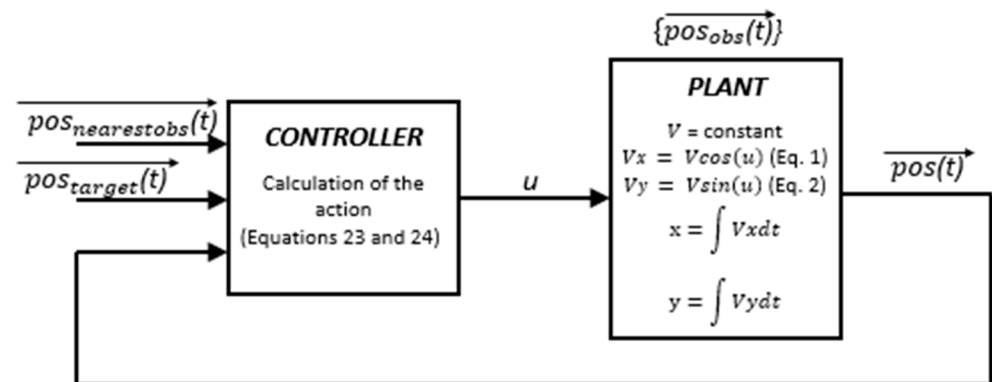 pos_nearestobs(t)
pos_target(t)
CONTROLLER
Calculation of the
action
(Equations 23 and 24)
u
{pos_obs(t)}
PLANT
V = constant
Vx = Vcos(u) (Eq. 1)
Vy = Vsin(u) (Eq. 2)
x = ∫ Vxdt
y = ∫ Vydt
pos(t)